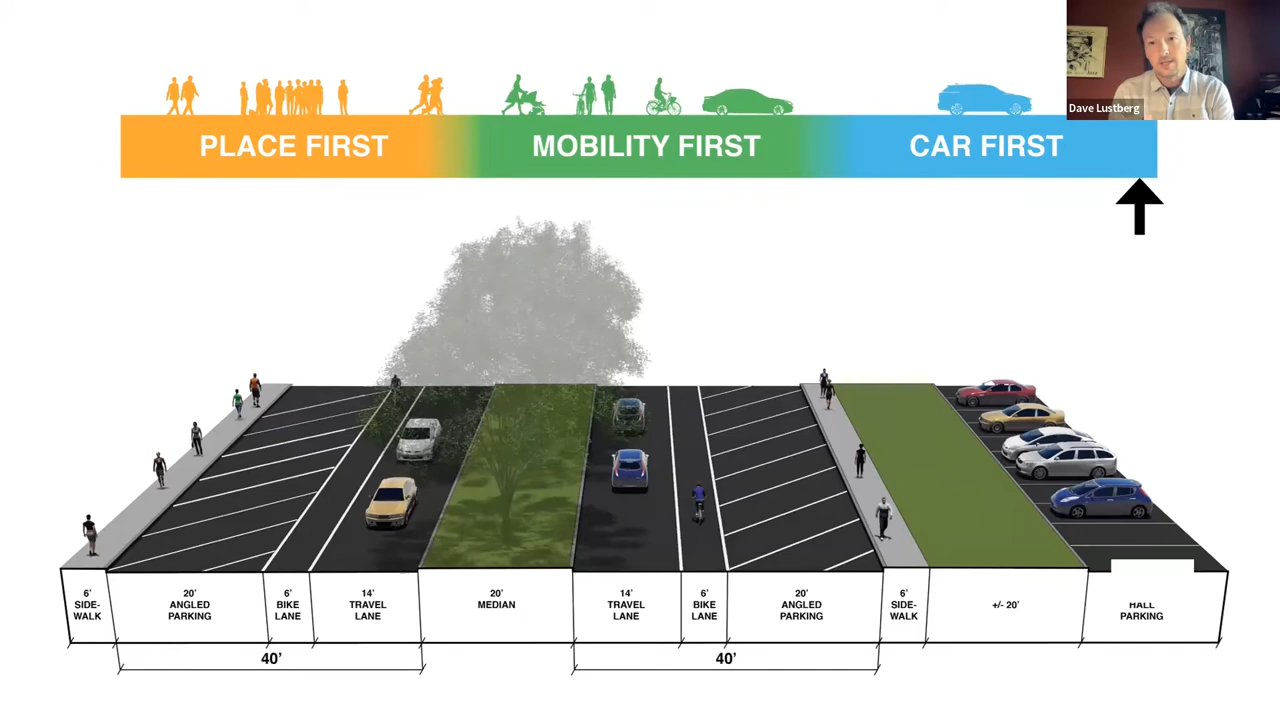 Dave Lustberg
PLACE FIRST
MOBILITY FIRST
CAR FIRST
6'
SIDE-
WALK
20'
ANGLED
PARKING
6'
BIKE
LANE
14'
TRAVEL
LANE
20'
MEDIAN
14'
TRAVEL
LANE
6'
BIKE
LANE
20'
ANGLED
PARKING
6'
SIDE-
WALK
+/- 20'
PARKING
40'
40'